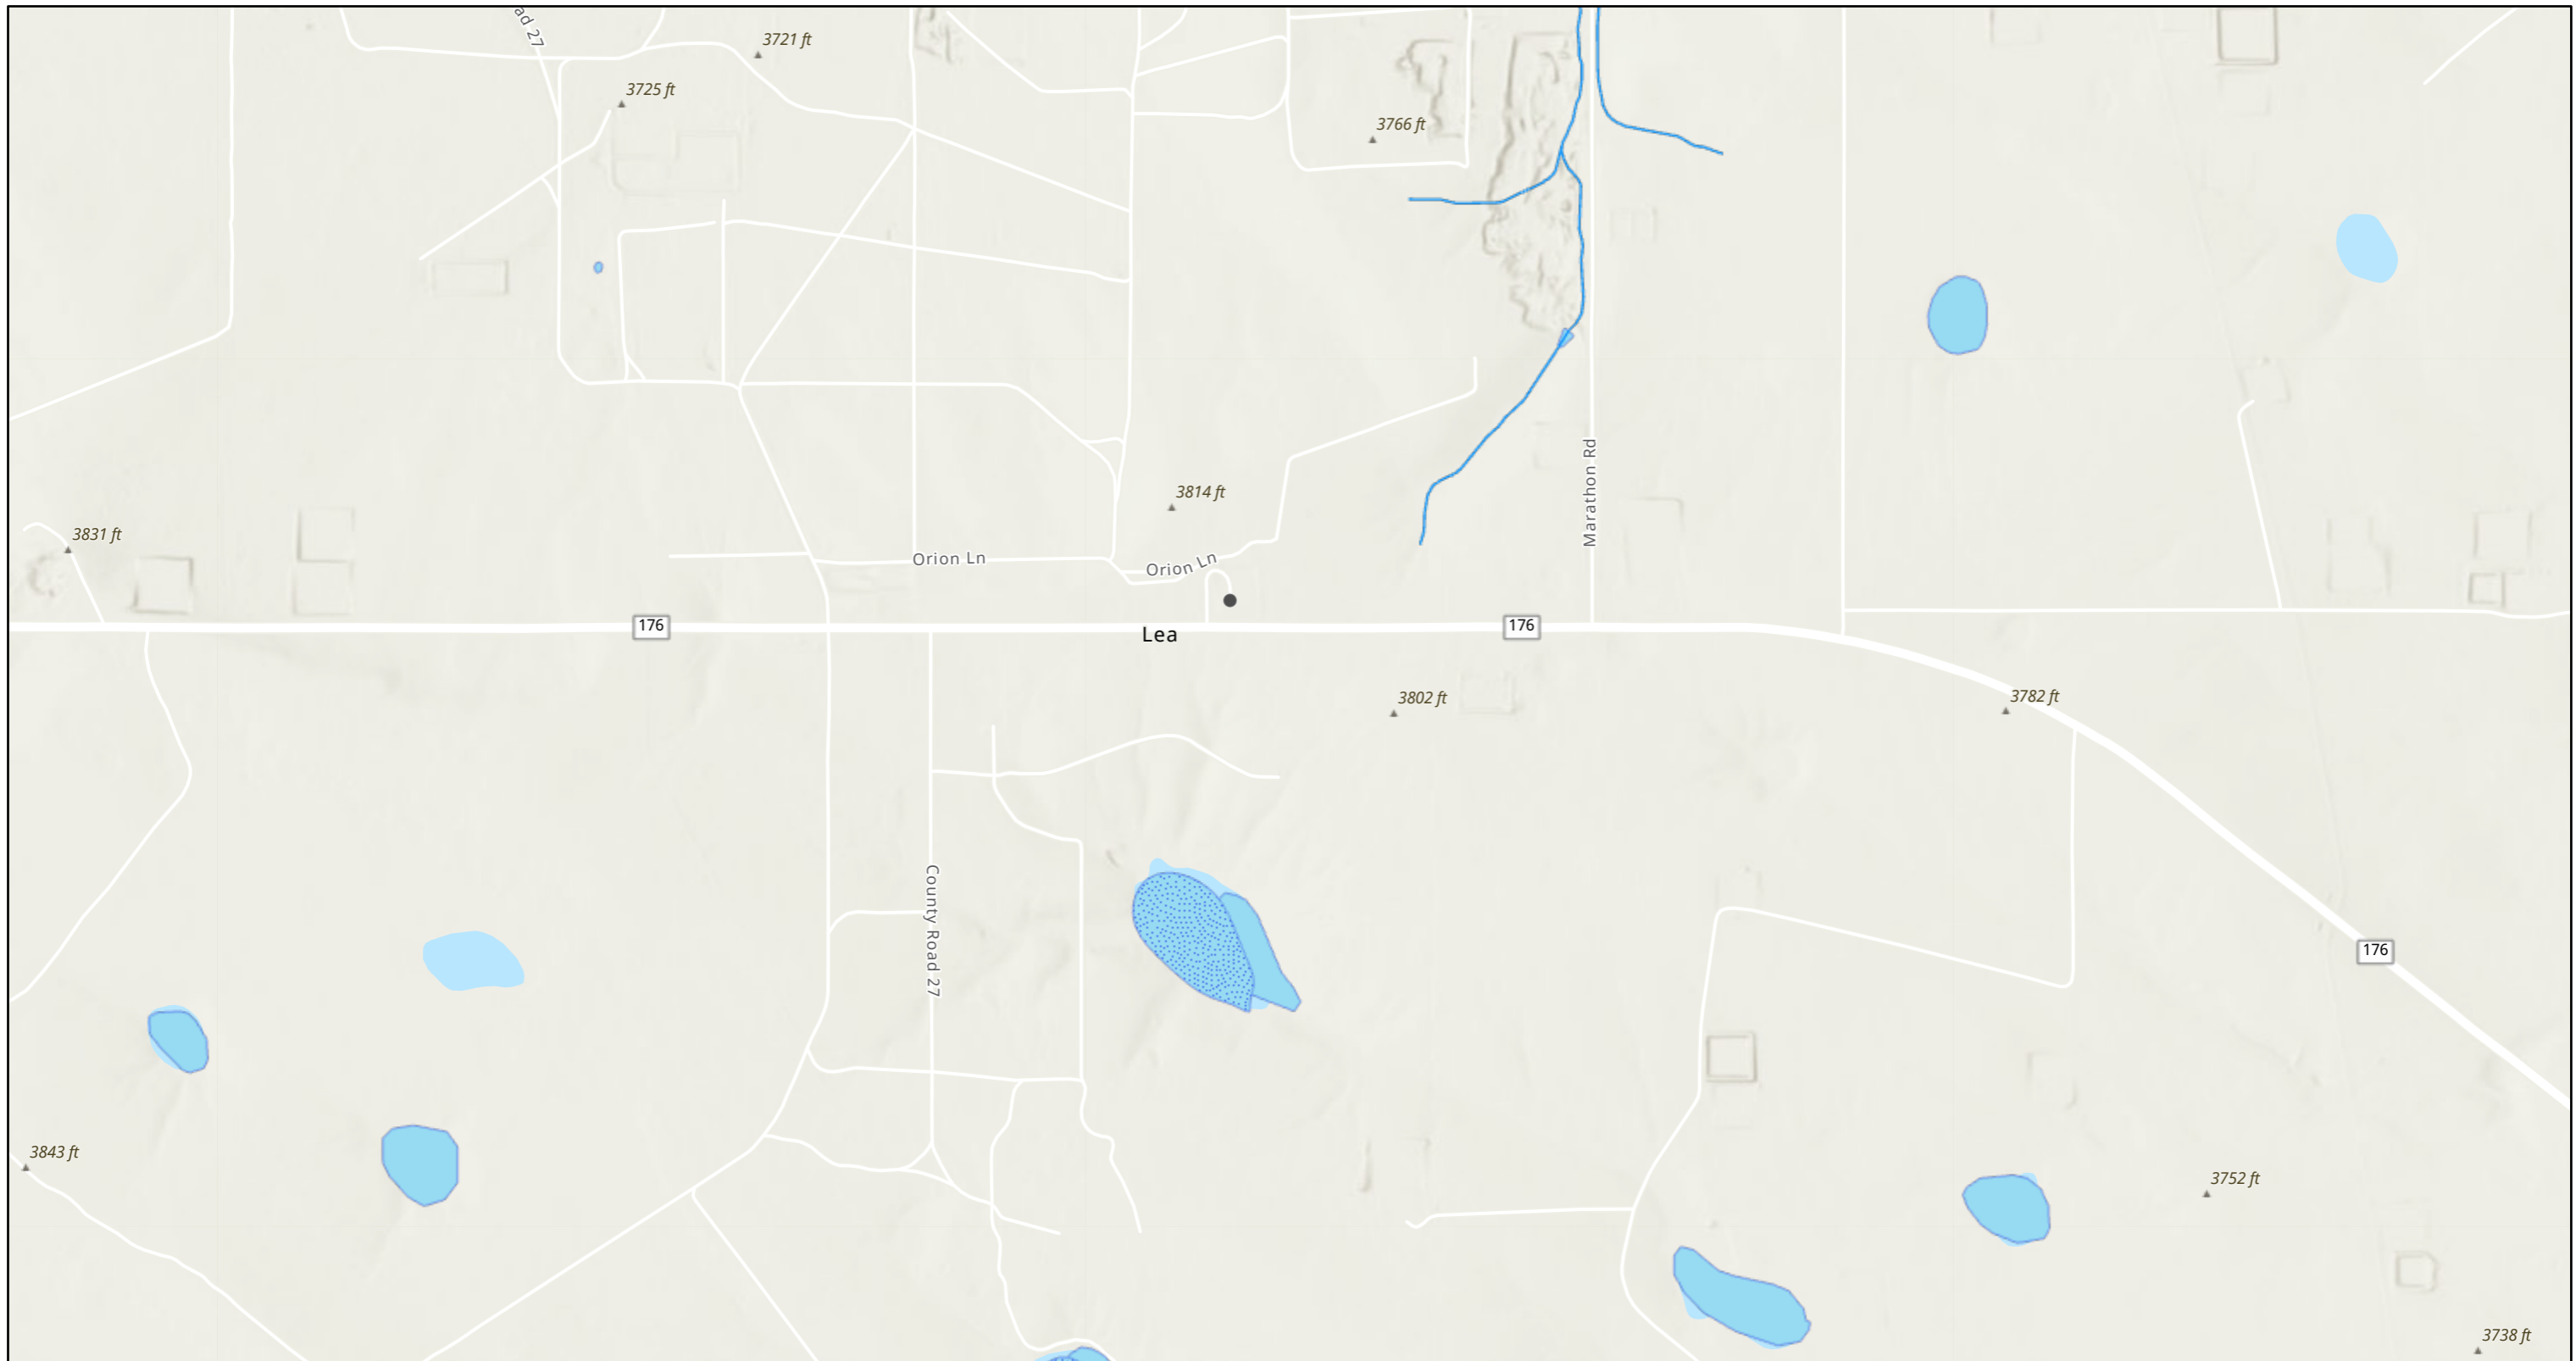 ad 27
3721 ft
3725 ft
3766 ft
Marathon Rd
3814 ft
3831 ft
Orion Ln
Orion Ln
176
176
Lea
3802 ft
3782 ft
County Road 27
176
3843 ft
3752 ft
3738 ft